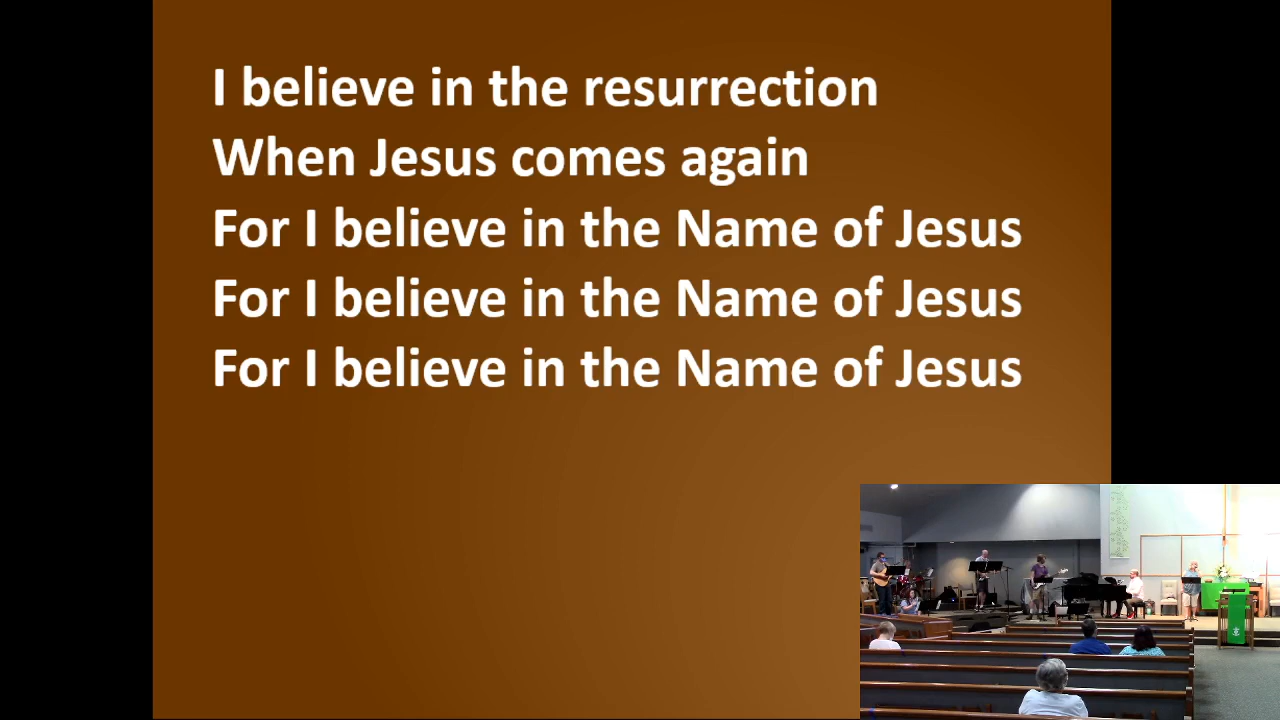 I believe in the resurrection
When Jesus comes again
For I believe in the Name of Jesus
For I believe in the Name of Jesus
For I believe in the Name of Jesus